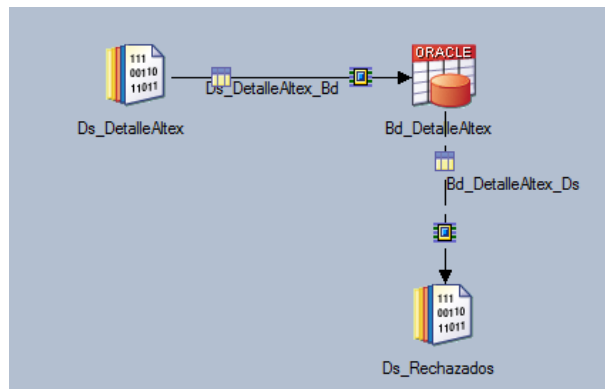 111
00110
11011
Ds_DetalleAltex
Ds_DetalleAltex_Bd
ORACLE
Bd_DetalleAltex
Bd_DetalleAltex_Ds
111
00110
11011
Ds_Rechazados